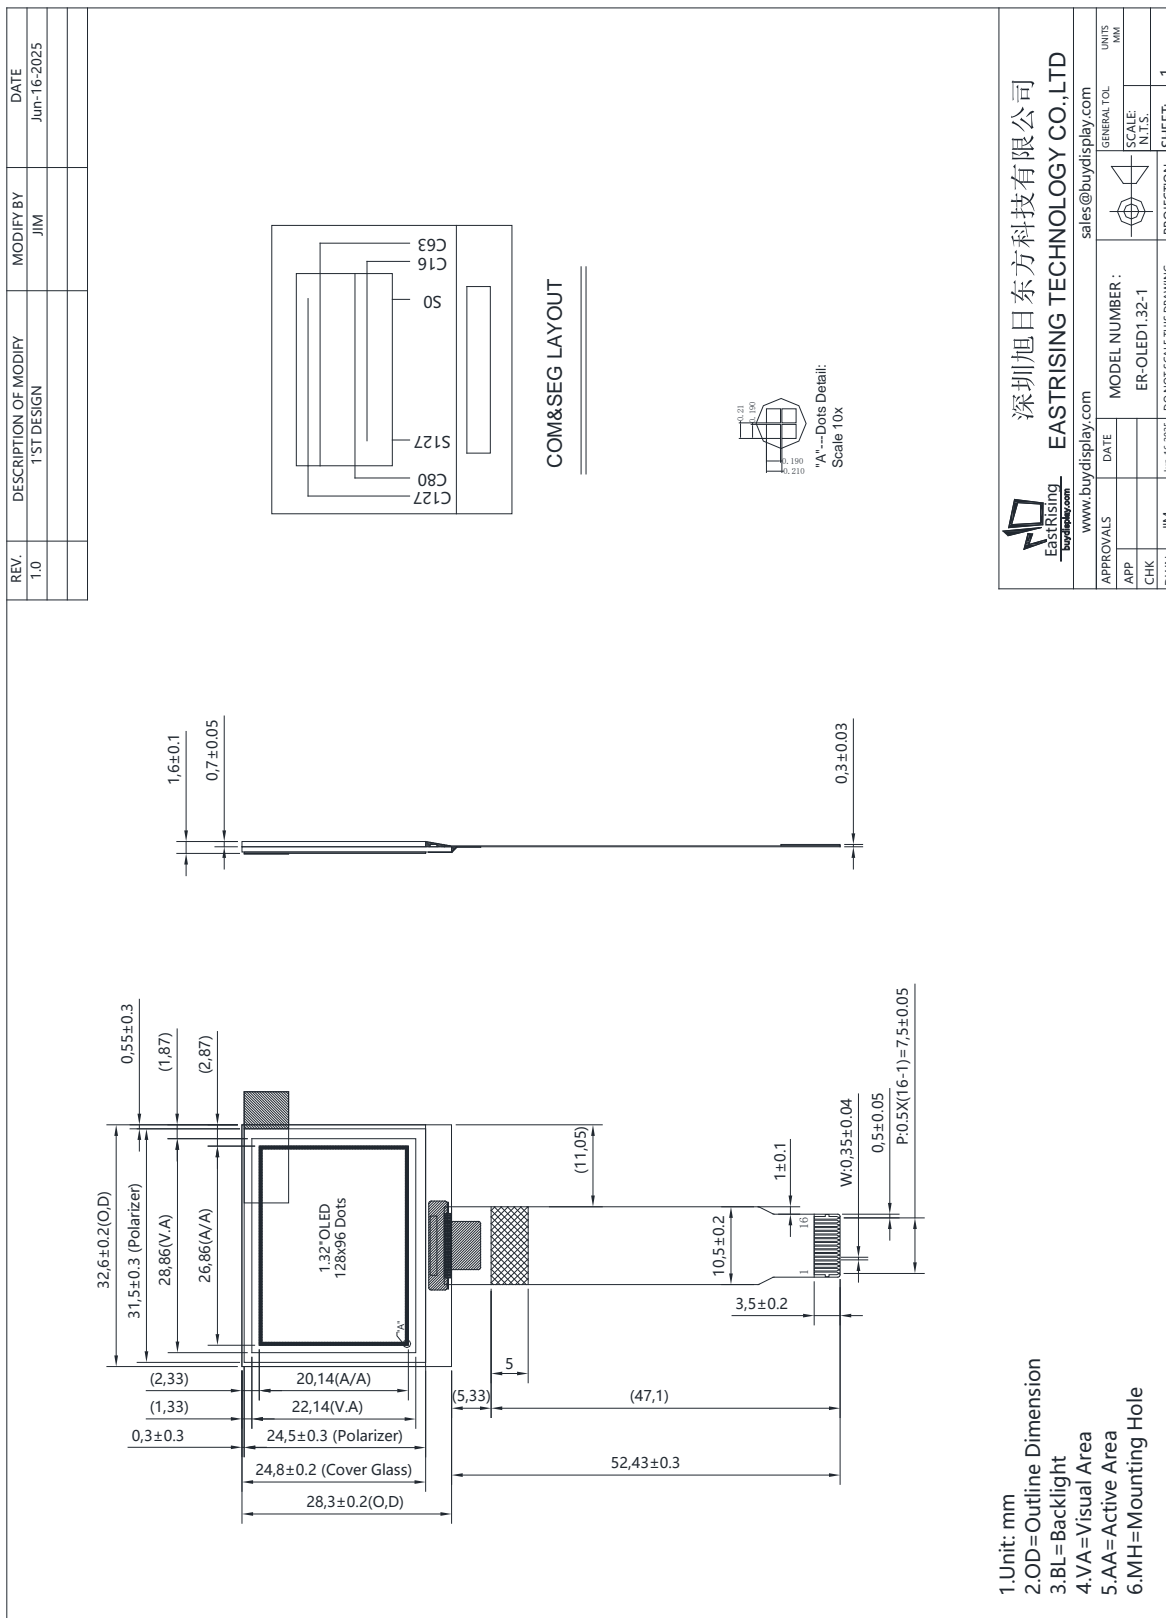 REV.
DESCRIPTION OF MODIFY
MODIFY BY
DATE
1.0
1'ST DESIGN
JIM
Jun-16-2025
C127
C80
S127
S0
C16
C63
COM&SEG LAYOUT
0.21
0.190
0.190
0.210
"A"---Dots Detail:
Scale 10x
1,6±0.1
0,7±0.05
0,3±0.03
32,6±0.2(O,D)
31,5±0.3 (Polarizer)
28,86(V.A)
26,86(A/A)
0,55±0.3
(1,87)
(2,87)
1.32"OLED
128x96 Dots
"A"
(2,33)
20,14(A/A)
(1,33)
22,14(V.A)
0,3±0.3
24,5±0.3 (Polarizer)
24,8±0.2 (Cover Glass)
28,3±0.2(O,D)
(5,33)
5
(47,1)
52,43±0.3
(11,05)
10,5±0.2
1±0.1
3,5±0.2
W:0,35±0.04
0,5±0.05
P:0.5X(16-1)=7,5±0.05
1
16
1.Unit: mm
2.OD=Outline Dimension
3.BL=Backlight
4.VA=Visual Area
5.AA=Active Area
6.MH=Mounting Hole
EastRising
buydisplay.com
深圳旭日东方科技有限公司
EASTRISING TECHNOLOGY CO.,LTD
www.buydisplay.com
sales@buydisplay.com
APPROVALS
DATE
APP
CHK
JIM
MODEL NUMBER :
ER-OLED1.32-1
GENERAL TOL
UNITS
MM
SCALE:
N.T.S.